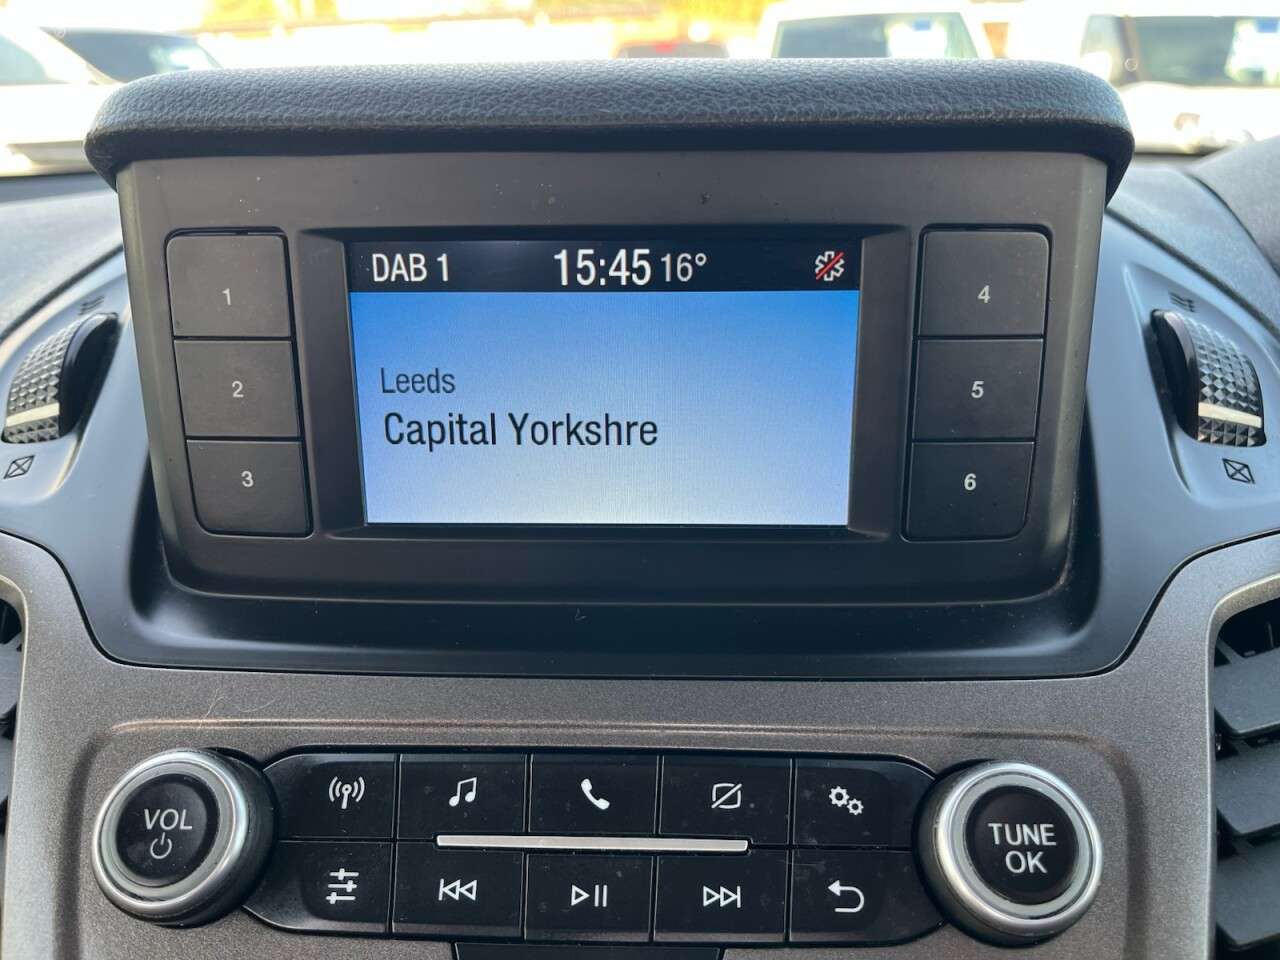 DAB 1 15:45 16°
1
2
3
Leeds
Capital Yorkshre
4
5
6
VOL
TUNE
OK